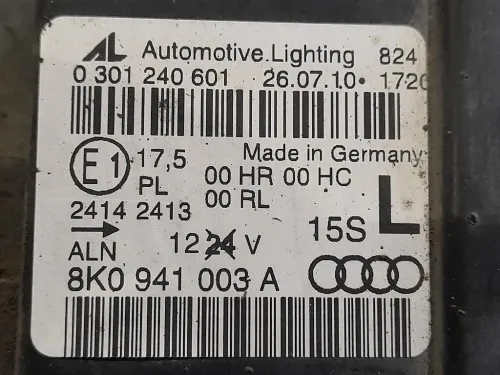 AL Automotive Lighting 824
0 301 240 601 26.07.10• 1720
E1 17,5 Made in Germany
PL 00 HR 00 HC
00 RL
2414 2413 15S L
ALN 12 24 V
8K0 941 003 A